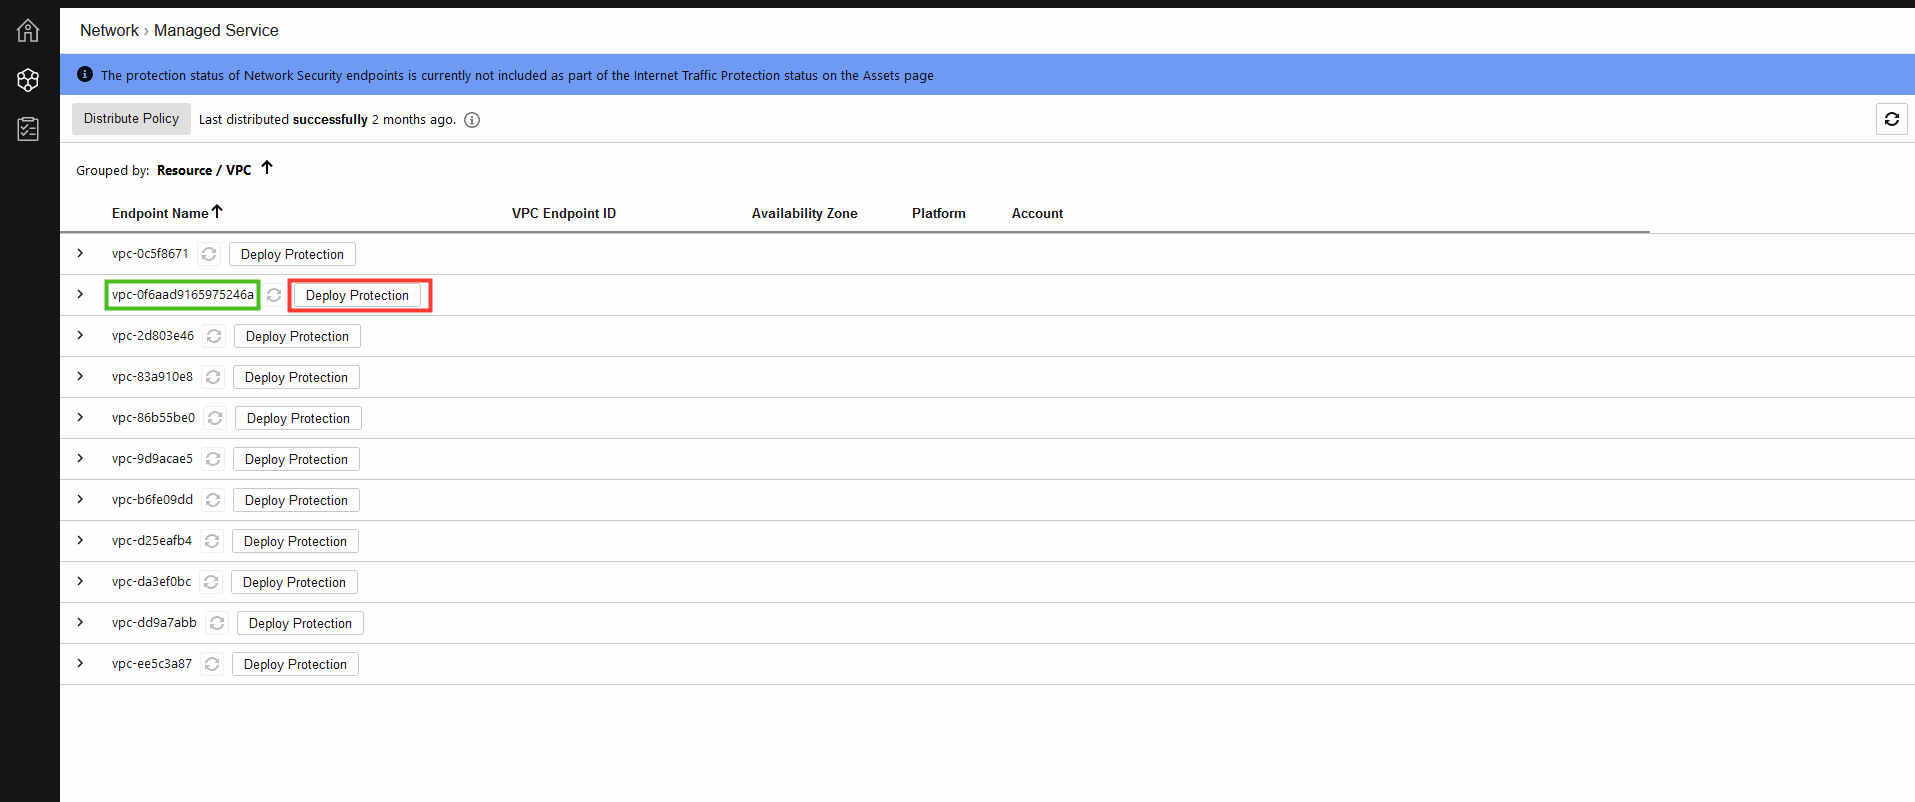 Network › Managed Service
The protection status of Network Security endpoints is currently not included as part of the Internet Traffic Protection status on the Assets page
Distribute Policy Last distributed successfully 2 months ago.
Grouped by: Resource / VPC
Endpoint Name VPC Endpoint ID Availability Zone Platform Account
vpc-0c5f8671 Deploy Protection
vpc-0f6aad9165975246a Deploy Protection
vpc-2d803e46 Deploy Protection
vpc-83a910e8 Deploy Protection
vpc-86b55be0 Deploy Protection
vpc-9d9acae5 Deploy Protection
vpc-b6fe09dd Deploy Protection
vpc-d25eafb4 Deploy Protection
vpc-da3ef0bc Deploy Protection
vpc-dd9a7abb Deploy Protection
vpc-ee5c3a87 Deploy Protection